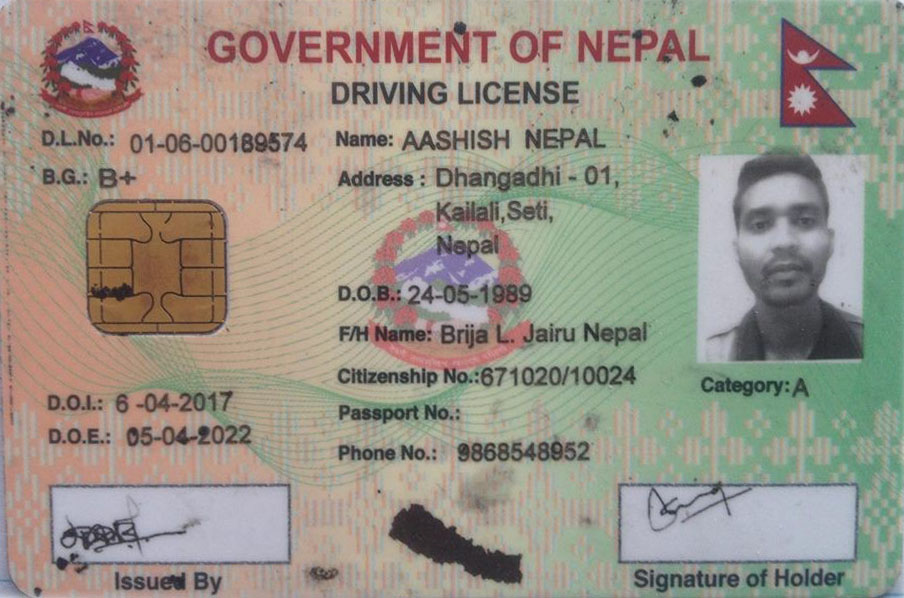 GOVERNMENT OF NEPAL
DRIVING LICENSE
D.L.No.: 01-06-00189574
B.G.: B+
Name: AASHISH NEPAL
Address : Dhangadhi - 01,
Kailali,Seti,
Nepal
D.O.B.: 24-05-1989
F/H Name: Brija L. Jairu Nepal
Citizenship No.:671020/10024
Passport No.:
Phone No.: 9868548952
Category: A
D.O.I.: 6 -04-2017
D.O.E.: 05-04-2022
Issued By
Signature of Holder